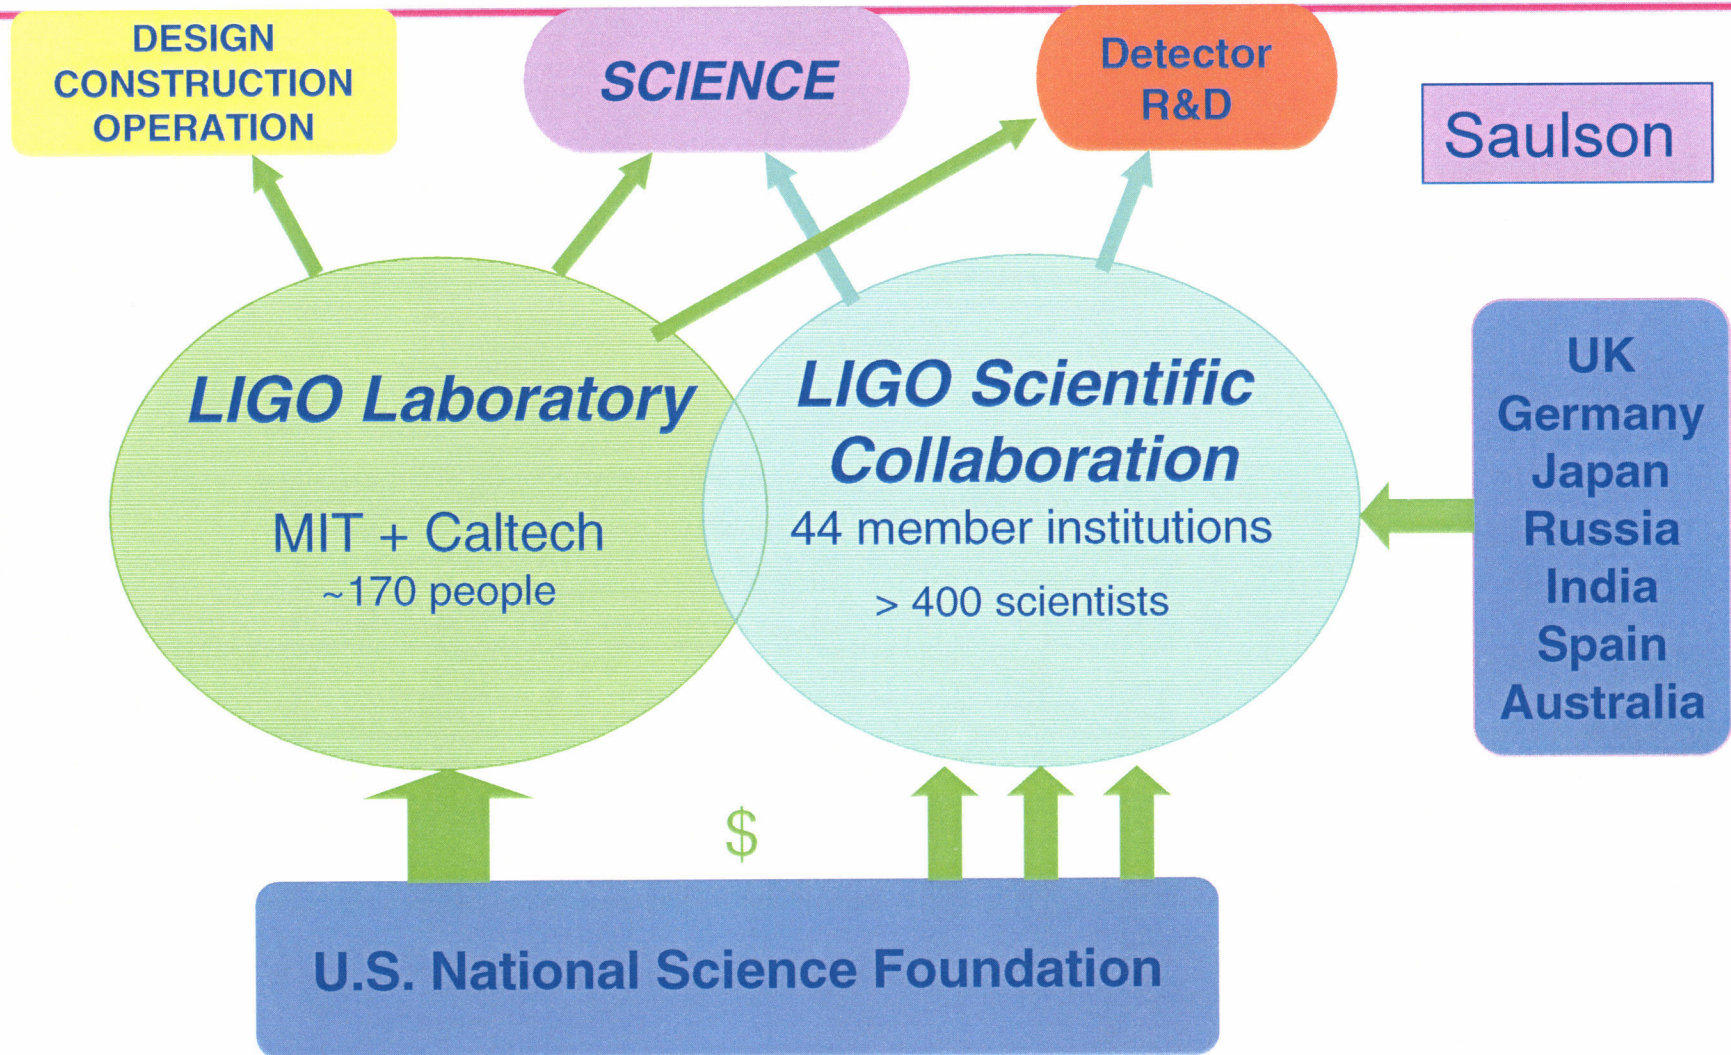 DESIGN
CONSTRUCTION
OPERATION
SCIENCE
Detector
R&D
Saulson
LIGO Laboratory
MIT + Caltech
~170 people
LIGO Scientific
Collaboration
44 member institutions
> 400 scientists
UK
Germany
Japan
Russia
India
Spain
Australia
$
U.S. National Science Foundation